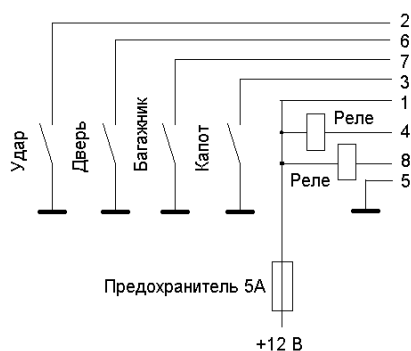 2
6
7
3
1
Реле
4
8
Реле
5
Удар
Дверь
Багажник
Капот
Предохранитель 5А
+12 В